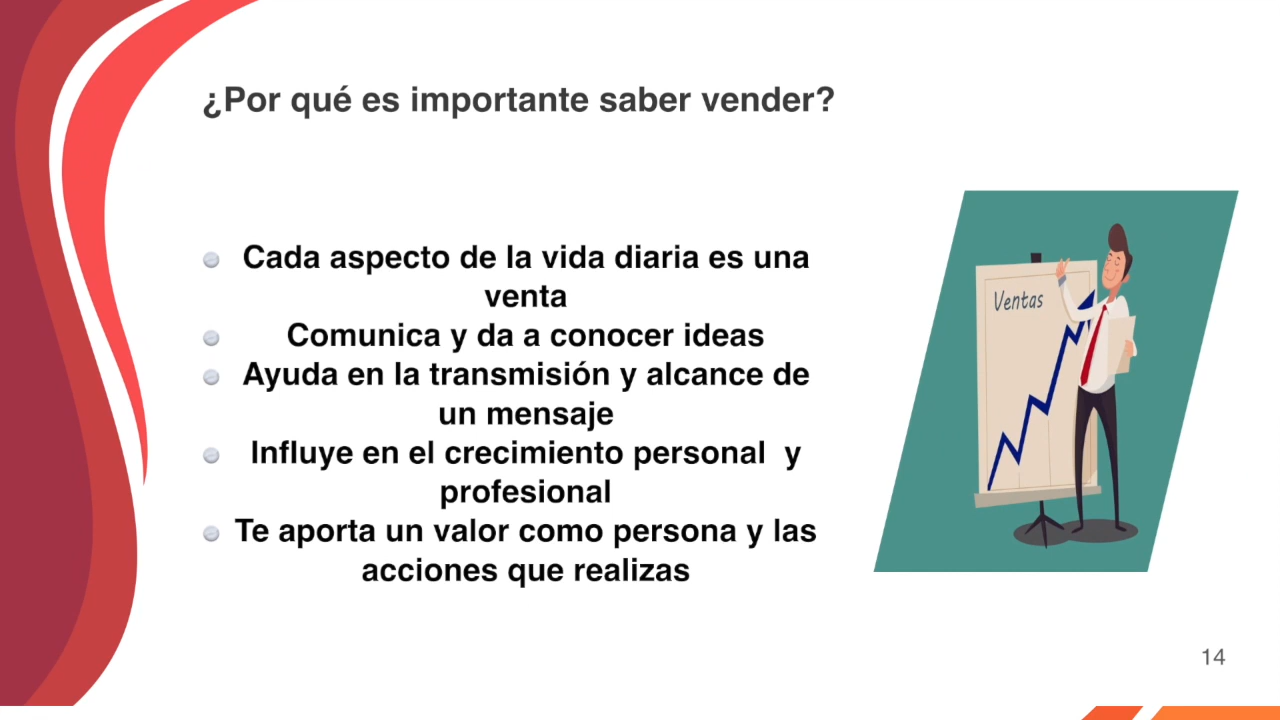 ¿Por qué es importante saber vender?
Cada aspecto de la vida diaria es una
venta
Comunica y da a conocer ideas
Ayuda en la transmisión y alcance de
un mensaje
Influye en el crecimiento personal  y
profesional
Te aporta un valor como persona y las
acciones que realizas
Ventas
14